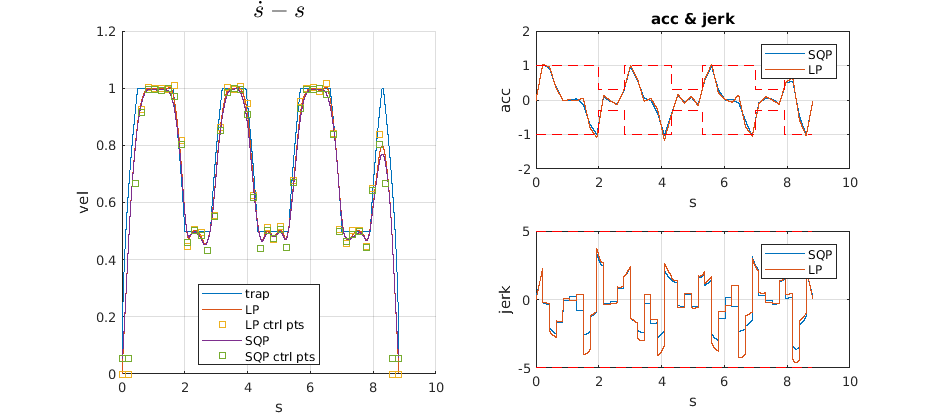 ṡ − s
1.2
1
0.8
0.6
0.4
0.2
0
vel
trap
LP
LP ctrl pts
SQP
SQP ctrl pts
0 2 4 6 8 10
s
acc & jerk
2
1
0
-1
-2
acc
SQP
LP
0 2 4 6 8 10
s
5
0
-5
jerk
SQP
LP
0 2 4 6 8 10
s